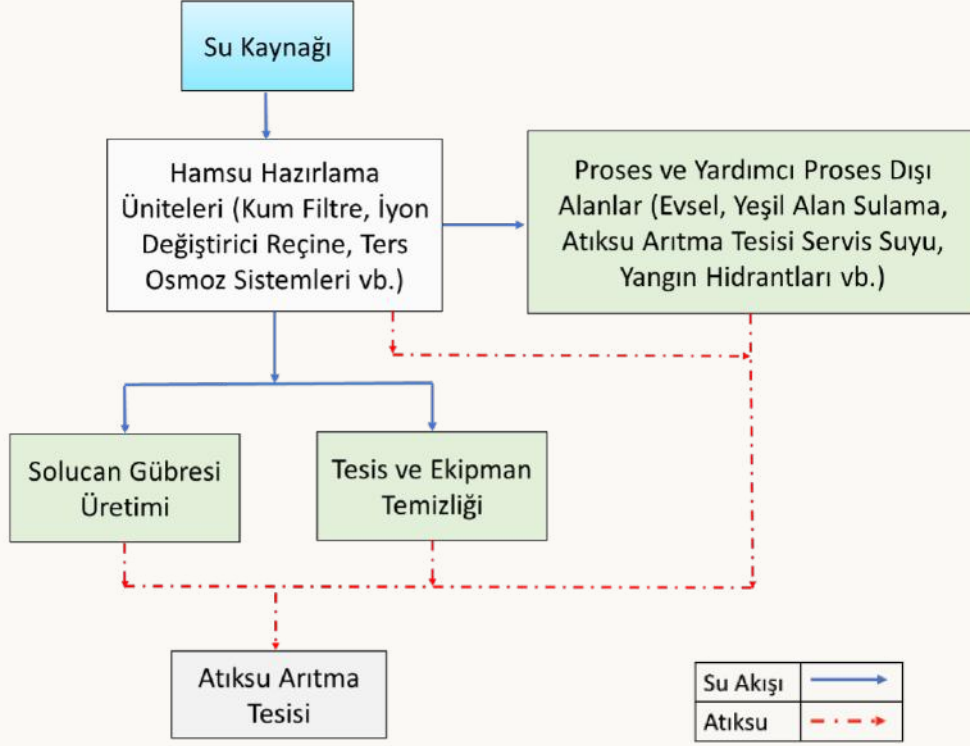 Su Kaynağı
Hamsu Hazırlama
Üniteleri (Kum Filtre, İyon
Değiştirici Reçine, Ters
Osmoz Sistemleri vb.)
Proses ve Yardımcı Proses Dışı
Alanlar (Evsel, Yeşil Alan Sulama,
Atıksu Arıtma Tesisi Servis Suyu,
Yangın Hidrantları vb.)
Solucan Gübresi
Üretimi
Tesis ve Ekipman
Temizliği
Atıksu Arıtma
Tesisi
Su Akışı
Atıksu